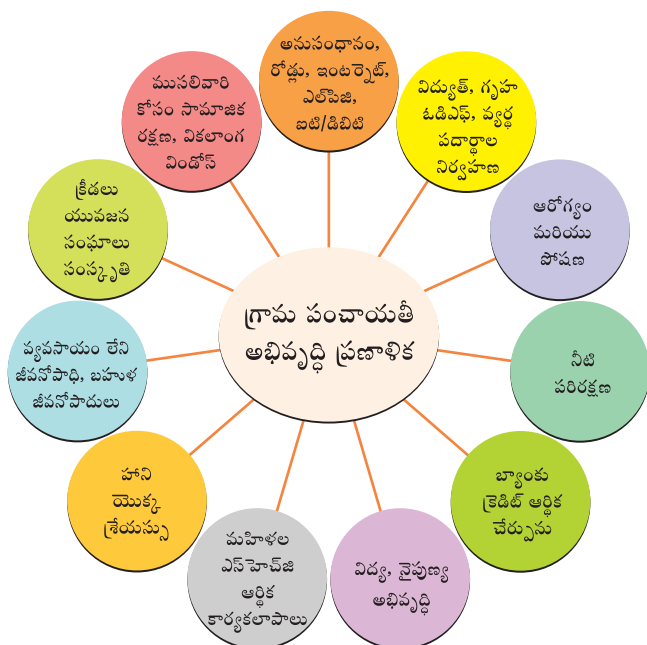 అనుసంధానం,
రోడ్లు, ఇంటర్నెట్,
ఎల్‌పిజి,
ఐటి/డిబిటి
విద్యుత్, గృహ
ఓడిఎఫ్, వ్యర్థ
పదార్థాల
నిర్వహణ
ఆరోగ్యం
మరియు
పోషణ
నీటి
పరిరక్షణ
బ్యాంకు
క్రెడిట్ ఆర్థిక
చేర్పును
విద్య, నైపుణ్య
అభివృద్ధి
మహిళల
ఎస్‌హెచ్‌జి
ఆర్థిక
కార్యకలాపాలు
హాని
యొక్క
శ్రేయస్సు
వ్యవసాయం లేని
జీవనోపాధి, బహుళ
జీవనోపాదులు
క్రీడలు
యువజన
సంఘాలు
సంస్కృతి
ముసలివారి
కోసం సామాజిక
రక్షణ, వికలాంగ
విండోస్
గ్రామ పంచాయతీ
అభివృద్ధి ప్రణాళిక